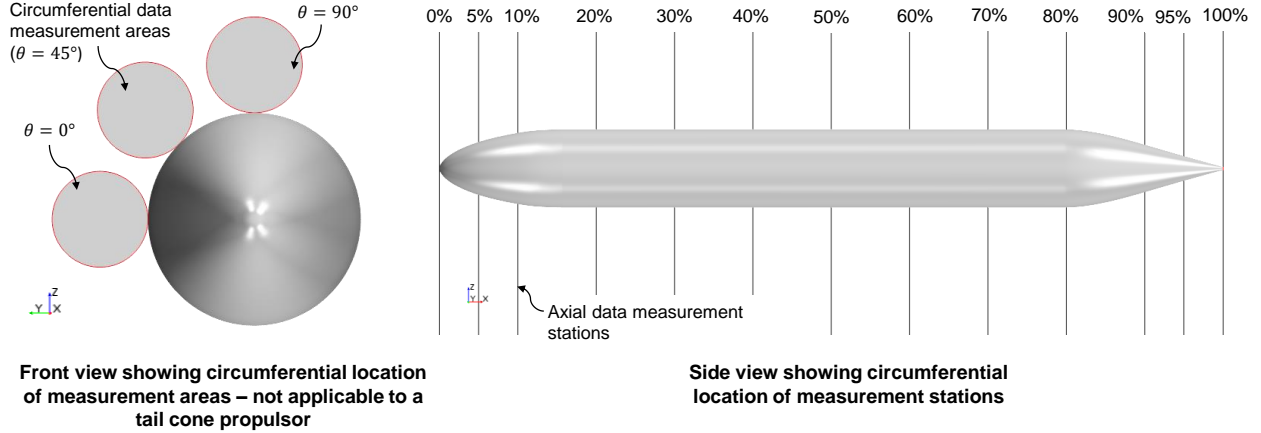 Circumferential data
measurement areas
(θ = 45°)
θ = 90°
θ = 0°
Z
Y X
0% 5% 10% 20% 30% 40% 50% 60% 70% 80% 90% 95% 100%
Z
Y X
Axial data measurement
stations
Front view showing circumferential location
of measurement areas – not applicable to a
tail cone propulsor
Side view showing circumferential
location of measurement stations